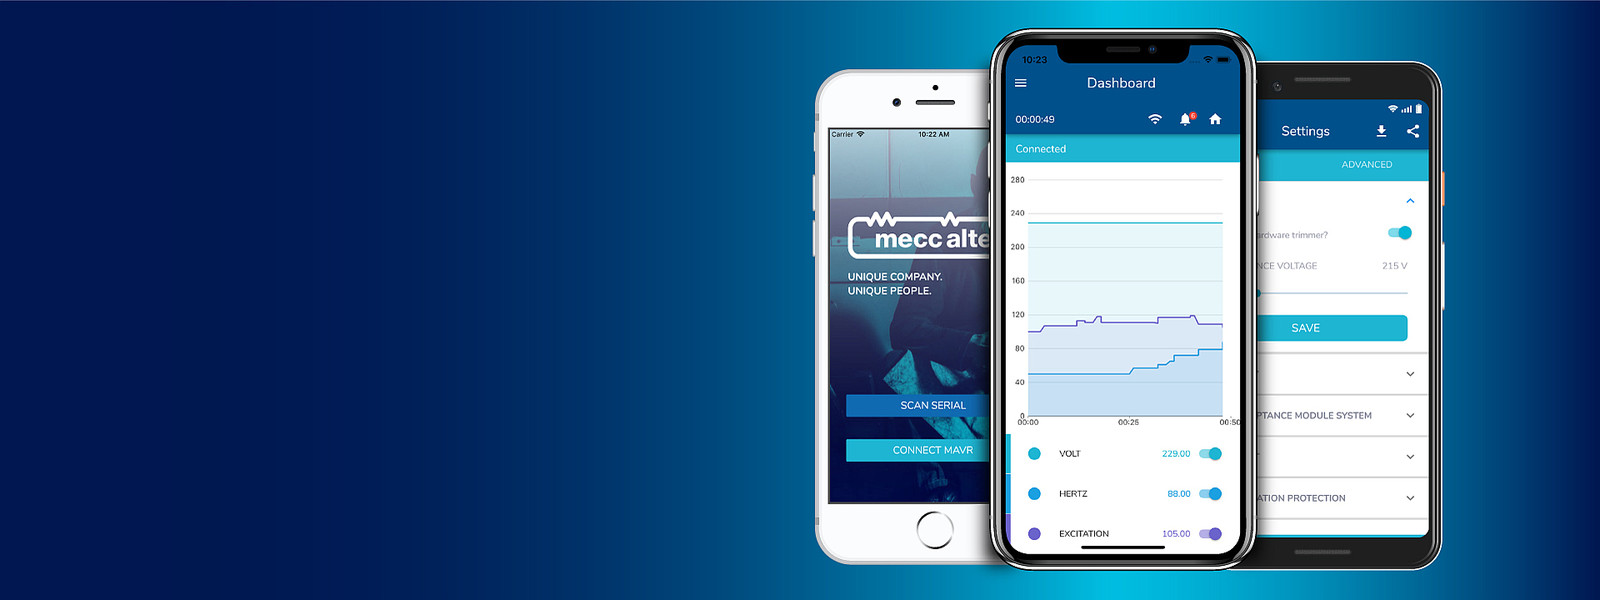 Carrier
10:22 AM
mecc alte
UNIQUE COMPANY.
UNIQUE PEOPLE.
SCAN SERIAL
CONNECT MAVR
10:23
Dashboard
00:00:49
6
Connected
280
240
200
160
120
80
40
0
00:00
00:25
00:50
VOLT 229.00
HERTZ 88.00
EXCITATION 105.00
Settings
ADVANCED
ardware trimmer?
NCE VOLTAGE 215 V
SAVE
PTANCE MODULE SYSTEM
ATION PROTECTION